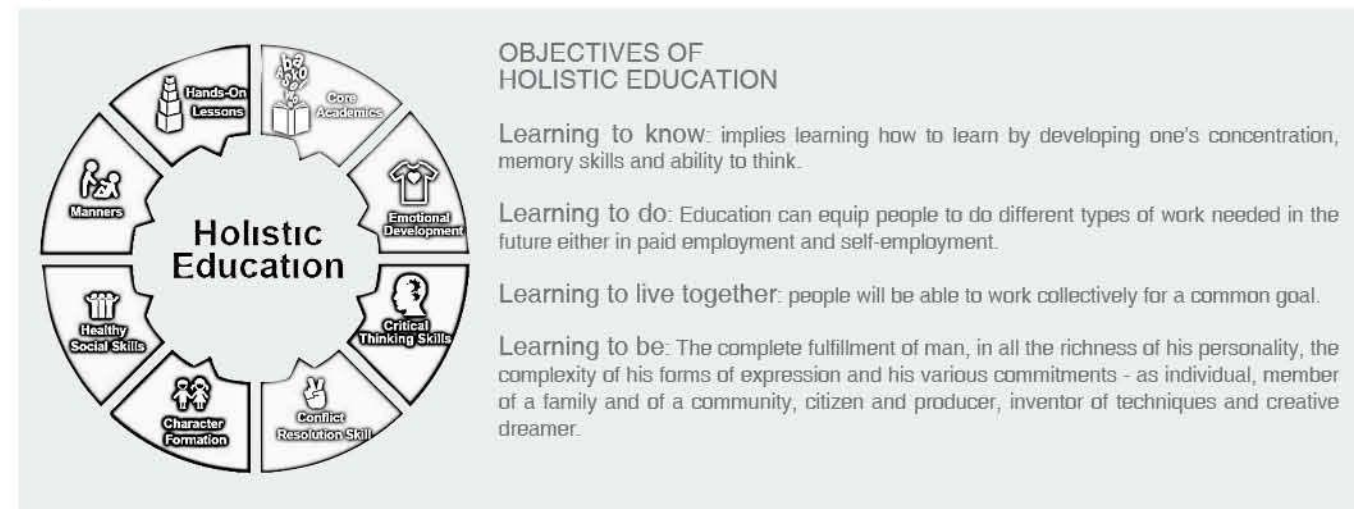 Hands-On
Lessons
Core
Academics
Emotional
Development
Critical
Thinking Skills
Conflict
Resolution Skill
Character
Formation
Healthy
Social Skills
Manners
Holistic
Education
OBJECTIVES OF
HOLISTIC EDUCATION
Learning to know: implies learning how to learn by developing one's concentration,
memory skills and ability to think.
Learning to do: Education can equip people to do different types of work needed in the
future either in paid employment and self-employment.
Learning to live together: people will be able to work collectively for a common goal.
Learning to be: The complete fulfillment of man, in all the richness of his personality, the
complexity of his forms of expression and his various commitments - as individual, member
of a family and of a community, citizen and producer, inventor of techniques and creative
dreamer.